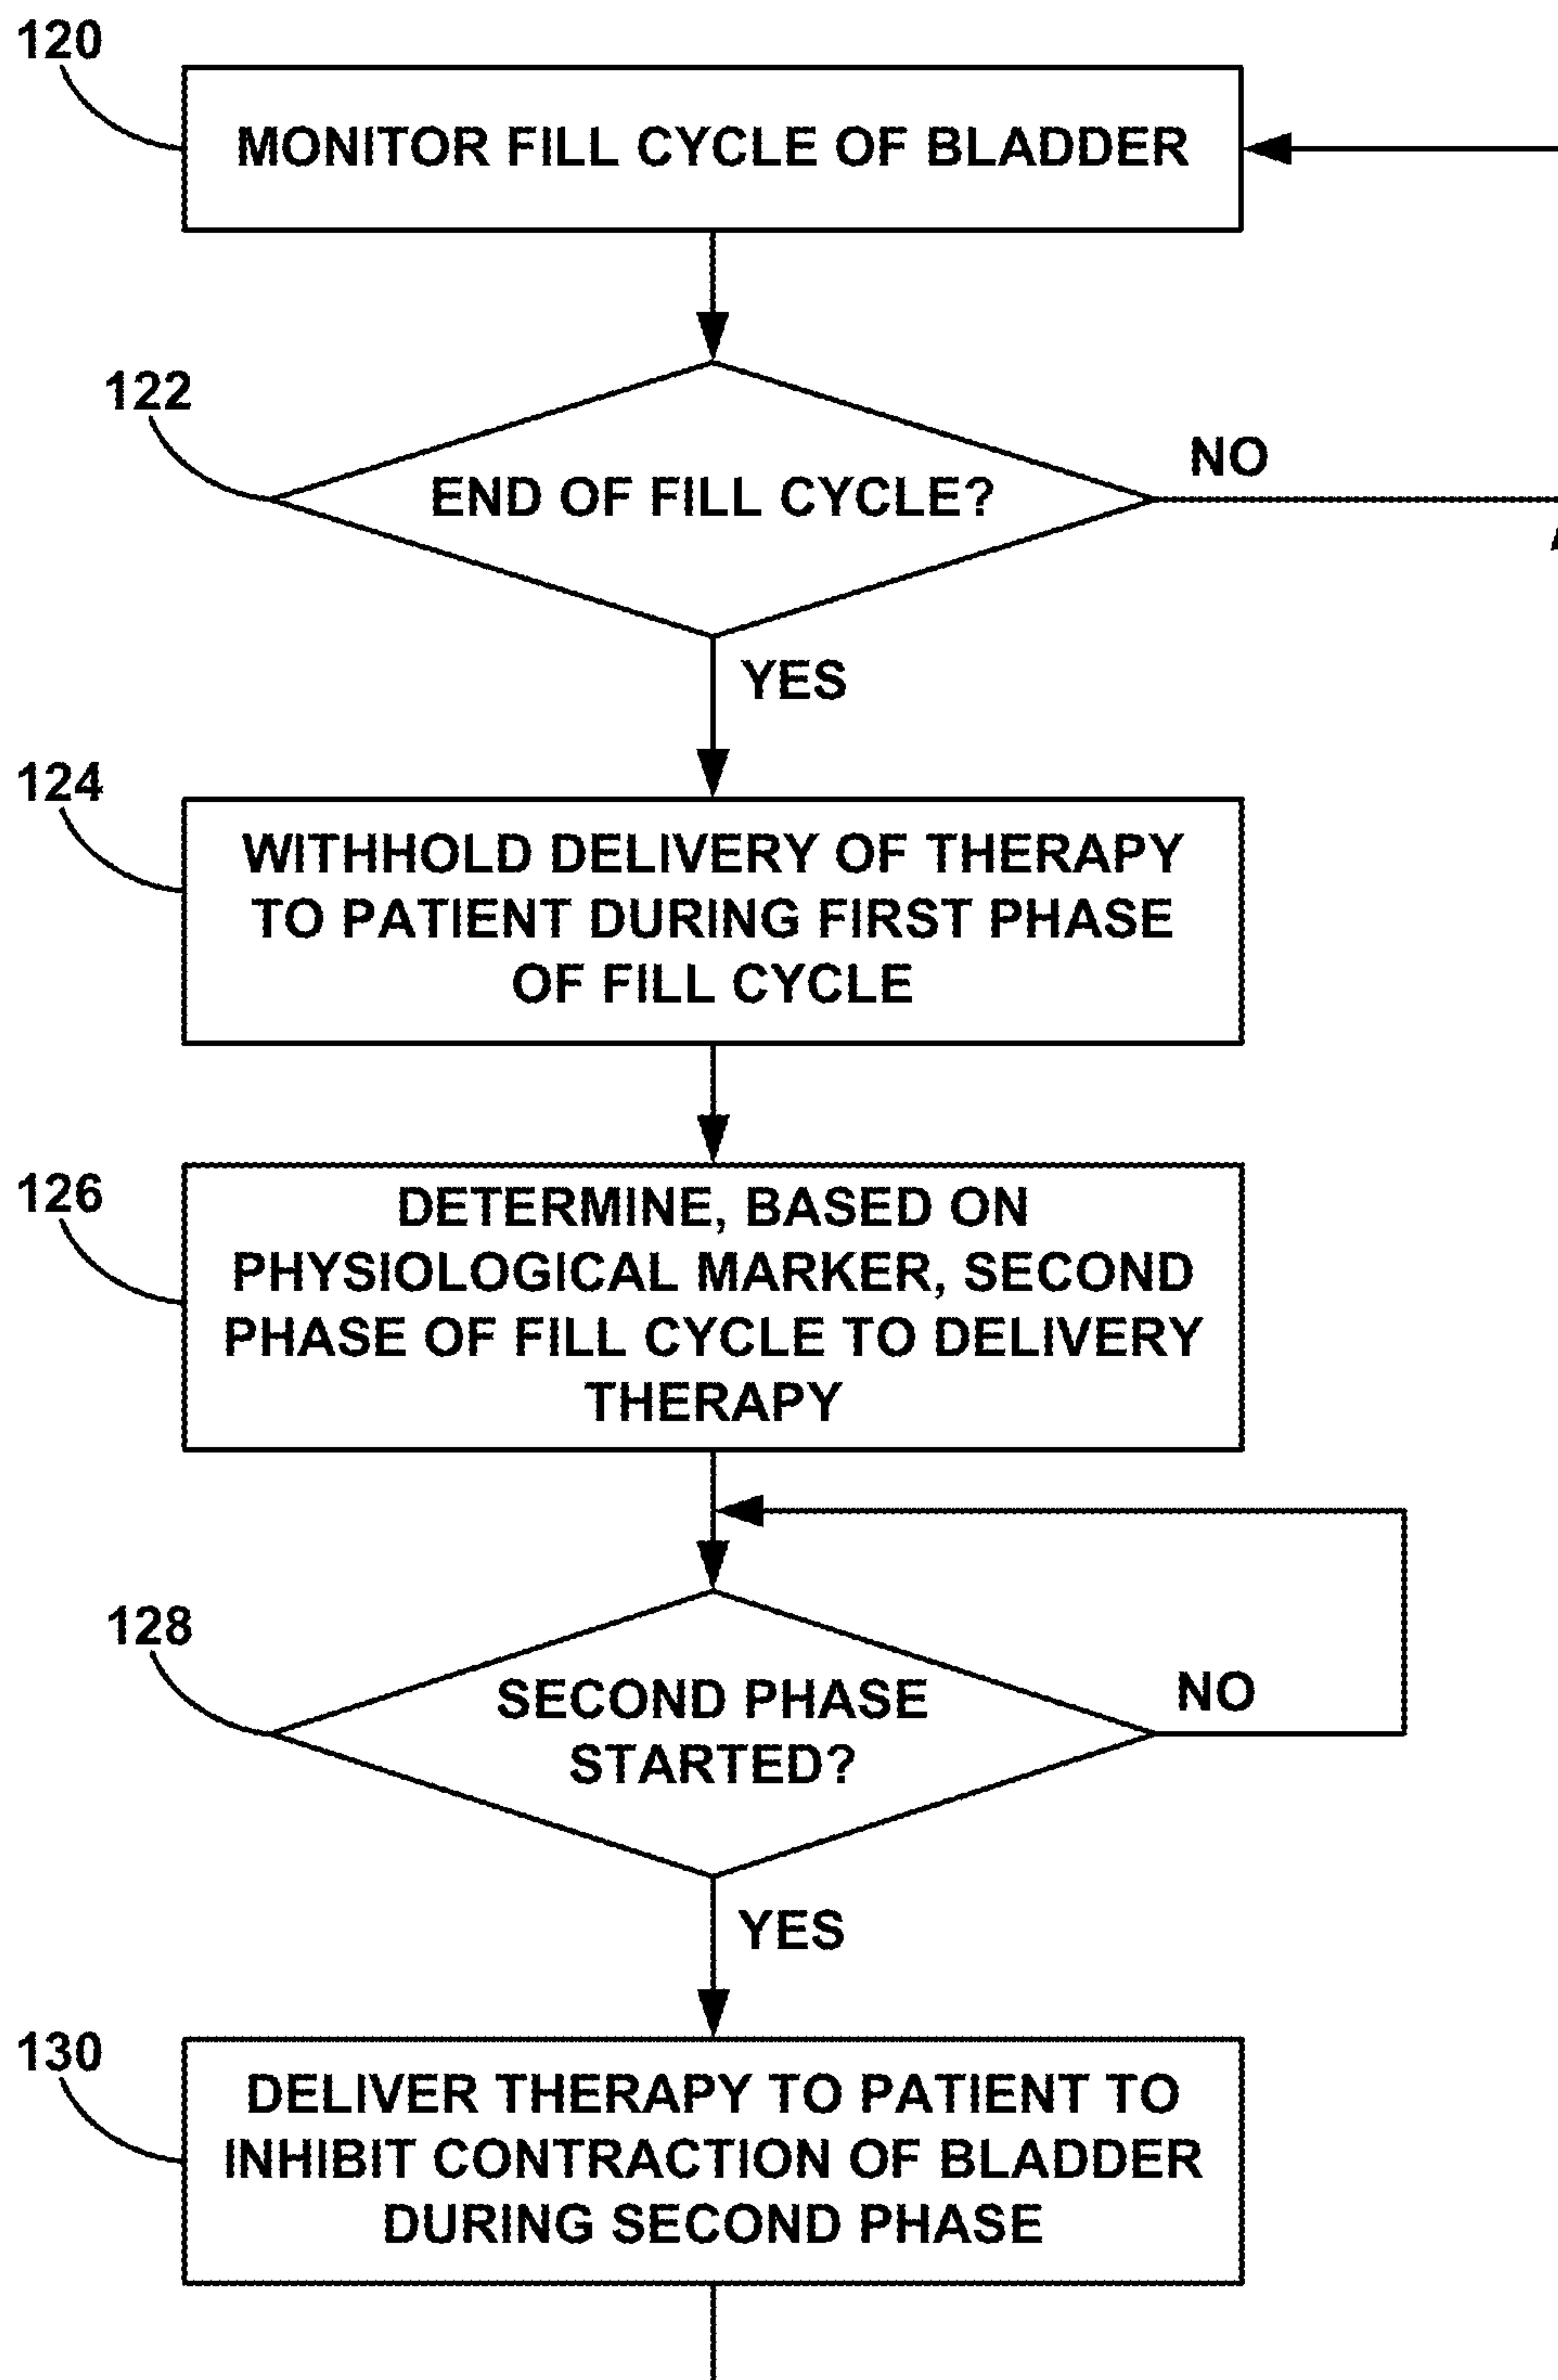 120
MONITOR FILL CYCLE OF BLADDER
122
END OF FILL CYCLE?
NO
YES
124
WITHHOLD DELIVERY OF THERAPY
TO PATIENT DURING FIRST PHASE
OF FILL CYCLE
126
DETERMINE, BASED ON
PHYSIOLOGICAL MARKER, SECOND
PHASE OF FILL CYCLE TO DELIVERY
THERAPY
128
SECOND PHASE
STARTED?
NO
YES
130
DELIVER THERAPY TO PATIENT TO
INHIBIT CONTRACTION OF BLADDER
DURING SECOND PHASE